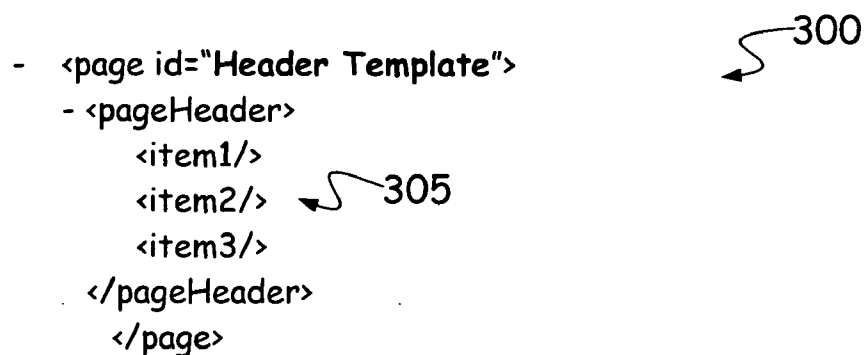 300
- <page id="Header Template">
- <pageHeader>
<item1/>
<item2/> 305
<item3/>
</pageHeader>
</page>